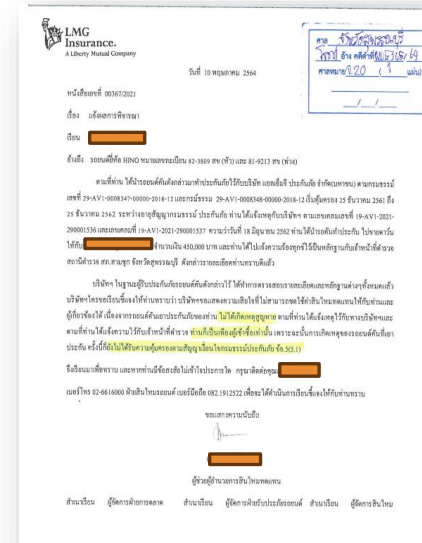 LMG
Insurance.
A Liberty Mutual Company
ศาล จังหวัดสุพรรณบุรี
อ้าง คดีดำที่
ศาลหมาย ว.20 ( 1 แผ่น)
วันที่ 10 พฤษภาคม 2564
หนังสือเลขที่ 00367/2021
เรื่อง แจ้งผลการพิจารณา
เรียน
อ้างถึง รถยนต์ยี่ห้อ HINO หมายเลขทะเบียน 82-3889 สข (หัว) และ 81-9213 สข (พ่วง)
ตามที่ท่าน ได้นำรถยนต์คันดังกล่าวมาทำประกันภัยไว้กับบริษัท แอลเอ็มจี ประกันภัย จำกัด(มหาชน) ตามกรมธรรม์
เลขที่ 29-AV1-0008347-00000-2018-12 และกรมธรรม์ 29-AV1-0008348-00000-2018-12 เริ่มคุ้มครอง 25 ธันวาคม 2561 ถึง
25 ธันวาคม 2562 ระหว่างอายุสัญญากรมธรรม์ ประกันภัย ท่านได้แจ้งเหตุกับบริษัทฯ ตามเลขเคลมเลขที่ 19-AV1-2021-
290001536 และเลขเคลมที่ 19-AV1-2021-290001537 ความว่าวันที่ 18 มิถุนายน 2562 ท่านได้นำรถยนต์คันทำประกัน ไปขายดาวน์
ให้กับ จำนวนเงิน 450,000 บาท และท่านได้ไปแจ้งความร้องทุกข์ไว้เป็นหลักฐานกับเจ้าหน้าที่ตำรวจ
สถานีตำรวจ สภ.สามชุก จังหวัดสุพรรณบุรี ดังกล่าวรายละเอียดท่านทราบดีแล้ว
บริษัทฯ ในฐานะผู้รับประกันภัยรถยนต์คันดังกล่าวไว้ ได้ทำการตรวจสอบรายละเอียดและหลักฐานต่างๆทั้งหมดแล้ว
บริษัทฯใคร่ขอเรียนชี้แจงให้ท่านทราบว่า บริษัทฯขอแสดงความเสียใจที่ไม่สามารถชดใช้ค่าสินไหมทดแทนให้กับท่านและ
ผู้เกี่ยวข้องได้ เนื่องจากรถยนต์คันเอาประกันภัยของท่าน ไม่ได้เกิดเหตุสูญหาย ตามที่ท่านได้แจ้งเหตุไว้กับทางบริษัทฯและ
ตามที่ท่านได้แจ้งความไว้กับเจ้าหน้าที่ตำรวจ ท่านก็เป็นเพียงผู้เช่าซื้อเท่านั้น เพราะฉะนั้นการเกิดเหตุของรถยนต์คันที่เอา
ประกันภัย ครั้งนี้ก็ยังไม่ได้รับความคุ้มครองตามสัญญาเงื่อนไขกรมธรรม์ประกันภัย ข้อ.5(5.1)
จึงเรียนมาเพื่อทราบ และหากท่านมีข้อสงสัยไม่เข้าใจประการใด กรุณาติดต่อคุณ
เบอร์โทร 02-6616000 ฝ่ายสินไหมรถยนต์ เบอร์มือถือ 082.1912522 เพื่อจะได้ดำเนินการเรียนชี้แจงให้กับท่านทราบ
ขอแสดงความนับถือ
ผู้ช่วยผู้อำนวยการสินไหมทดแทน
สำเนาเรียน ผู้จัดการฝ่ายการตลาด สำเนาเรียน ผู้จัดการฝ่ายรับประกันภัยรถยนต์ สำเนาเรียน ผู้จัดการสินไหม